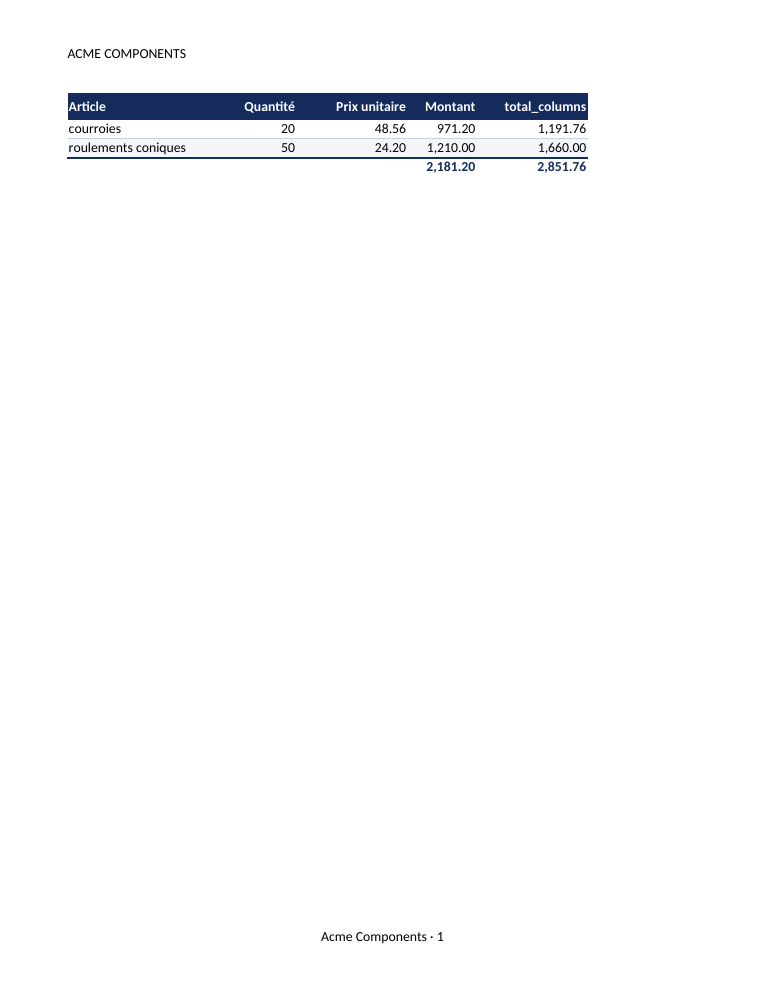 ACME COMPONENTS
Article Quantité Prix unitaire Montant total_columns
courroies 20 48.56 971.20 1,191.76
roulements coniques 50 24.20 1,210.00 1,660.00
2,181.20 2,851.76
Acme Components · 1